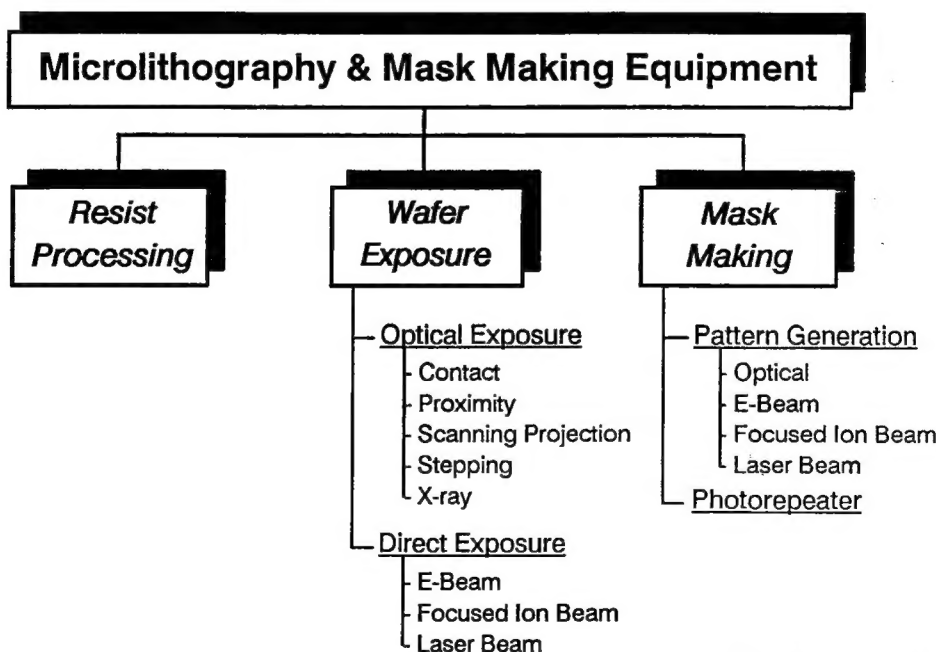 Microlithography & Mask Making Equipment
Resist
Processing
Wafer
Exposure
Mask
Making
Optical Exposure
Contact
Proximity
Scanning Projection
Stepping
X-ray
Direct Exposure
E-Beam
Focused Ion Beam
Laser Beam
Pattern Generation
Optical
E-Beam
Focused Ion Beam
Laser Beam
Photorepeater